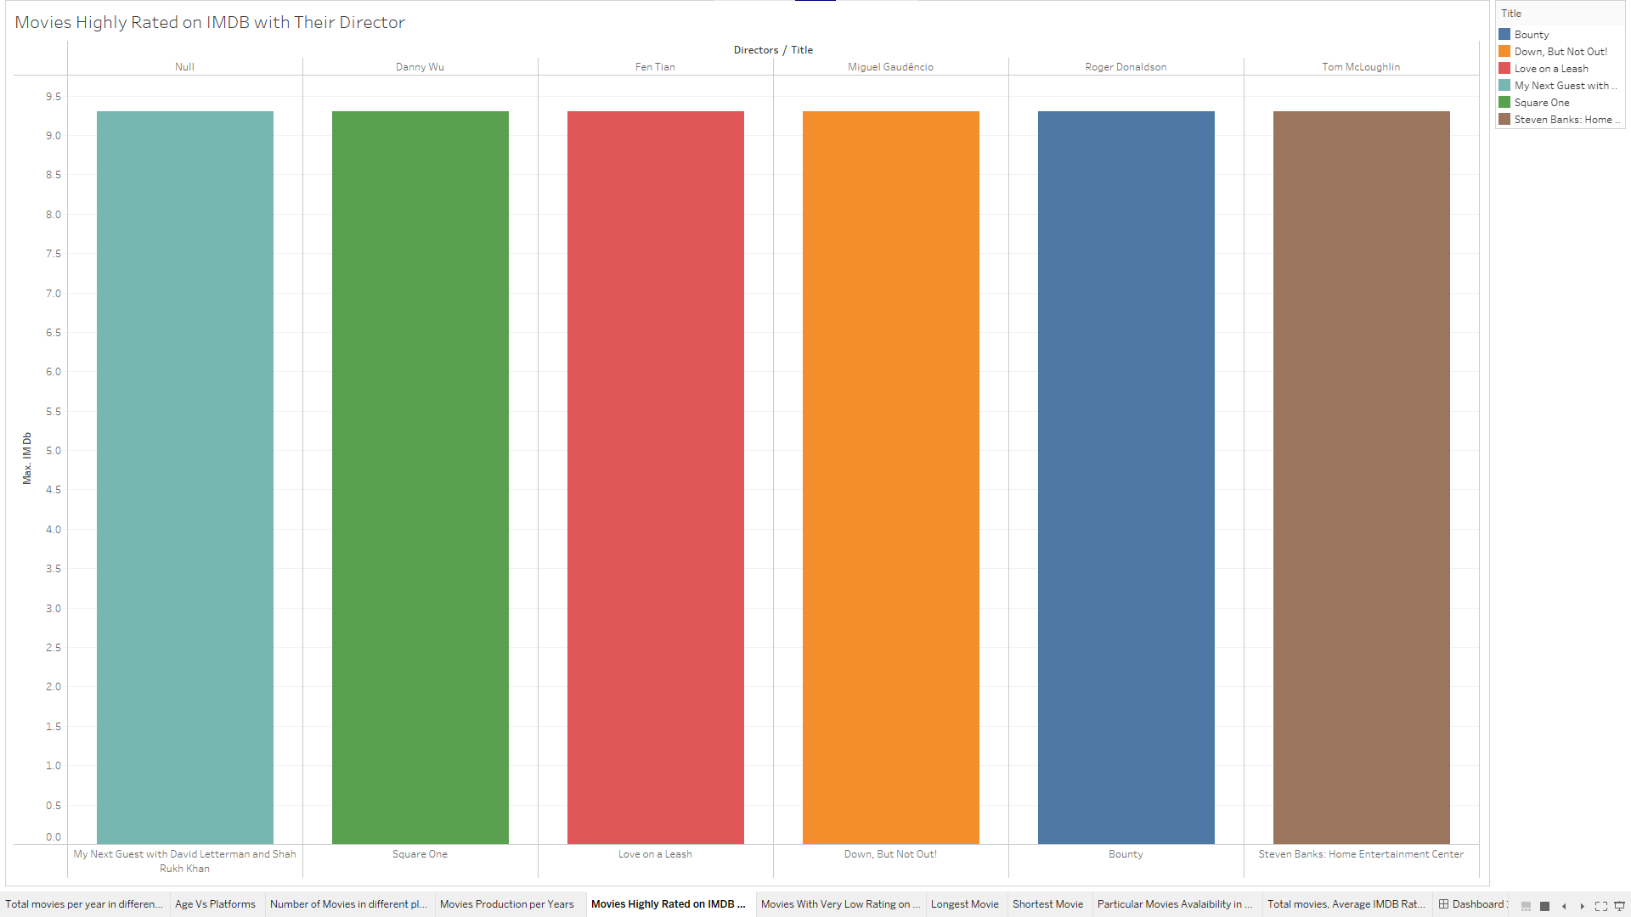 Movies Highly Rated on IMDB with Their Director
Directors / Title
Null
Danny Wu
Fen Tian
Miguel Gaudêncio
Roger Donaldson
Tom McLoughlin
9.5
9.0
8.5
8.0
7.5
7.0
6.5
6.0
5.5
5.0
4.5
4.0
3.5
3.0
2.5
2.0
1.5
1.0
0.5
0.0
Max. IMDb
My Next Guest with David Letterman and Shah
Rukh Khan
Square One
Love on a Leash
Down, But Not Out!
Bounty
Steven Banks: Home Entertainment Center
Title
Bounty
Down, But Not Out!
Love on a Leash
My Next Guest with ..
Square One
Steven Banks: Home ..
Total movies per year in differen...
Age Vs Platforms
Number of Movies in different pl...
Movies Production per Years
Movies Highly Rated on IMDB ...
Movies With Very Low Rating on ...
Longest Movie
Shortest Movie
Particular Movies Avalaibility in ...
Total movies. Average IMDB Rat...
Dashboard